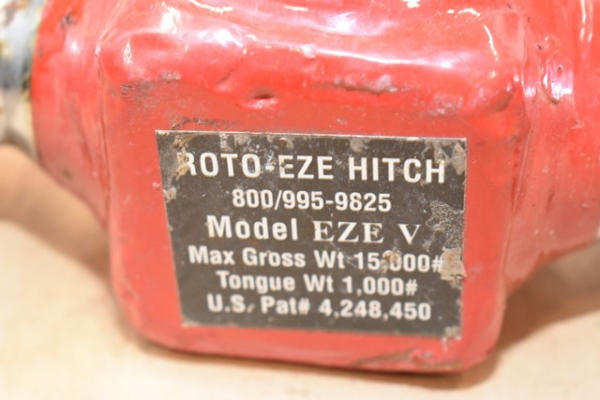 ROTO-EZE HITCH
800/995-9825
Model EZE V
Max Gross Wt 15,000#
Tongue Wt 1,000#
U.S. Pat# 4,248,450